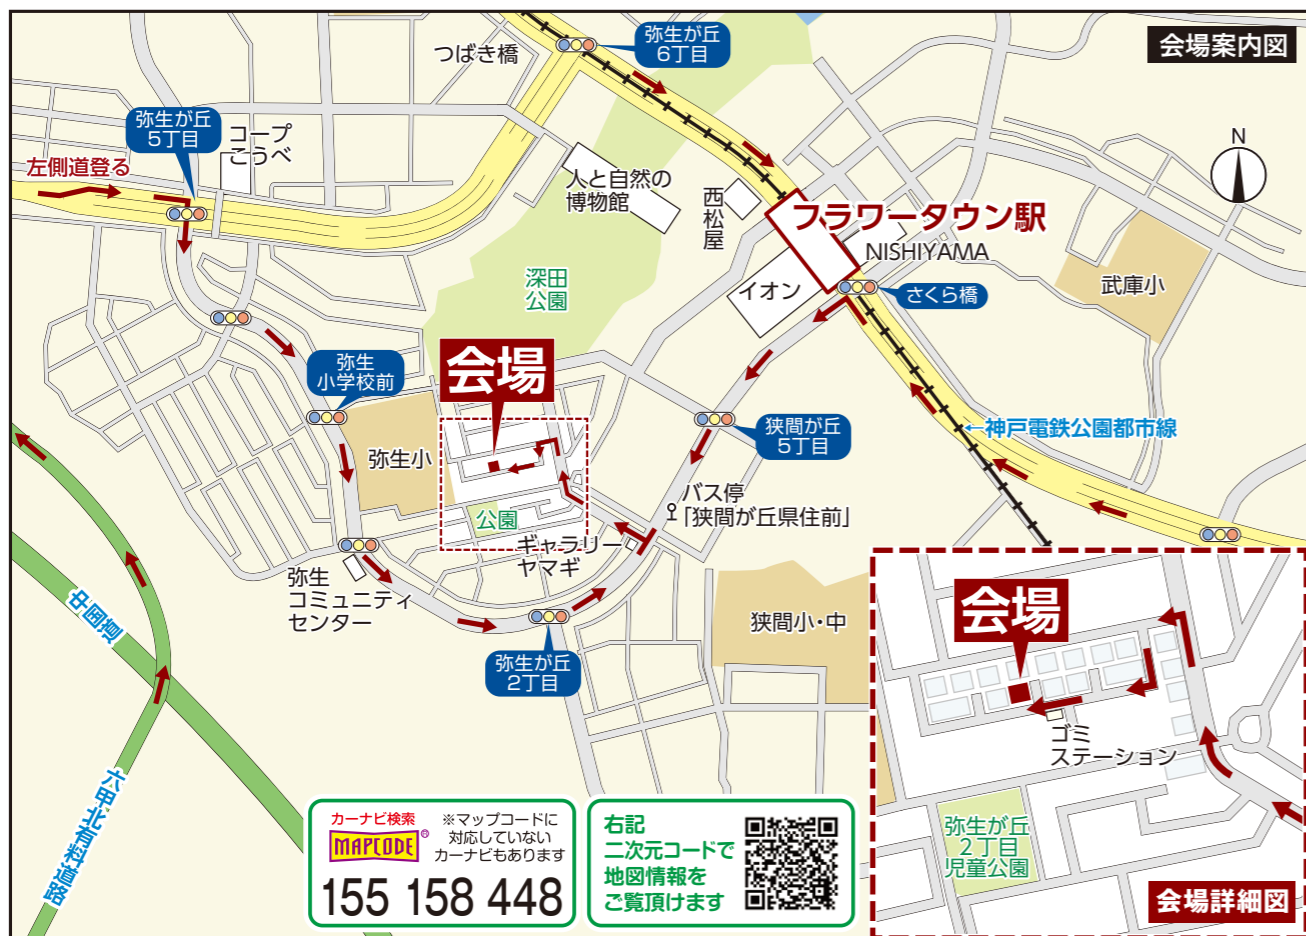 会場案内図
つばき橋
弥生が丘
6丁目
弥生が丘
5丁目
コープ
こうべ
左側道登る
人と自然の
博物館
西松屋
フラワータウン駅
NISHIYAMA
N
武庫小
深田
公園
イオン
さくら橋
弥生
小学校前
会場
狭間が丘
5丁目
←神戸電鉄公園都市線
弥生小
公園
バス停
「狭間が丘県住前」
ギャラリー
ヤマギ
弥生
コミュニティ
センター
弥生が丘
2丁目
狭間小・中
中国道
六甲北有料道路
会場
ゴミ
ステーション
弥生が丘
2丁目
児童公園
会場詳細図
カーナビ検索
MAPCODE®
※マップコードに
対応していない
カーナビもあります
155 158 448
右記
二次元コードで
地図情報を
ご覧頂けます